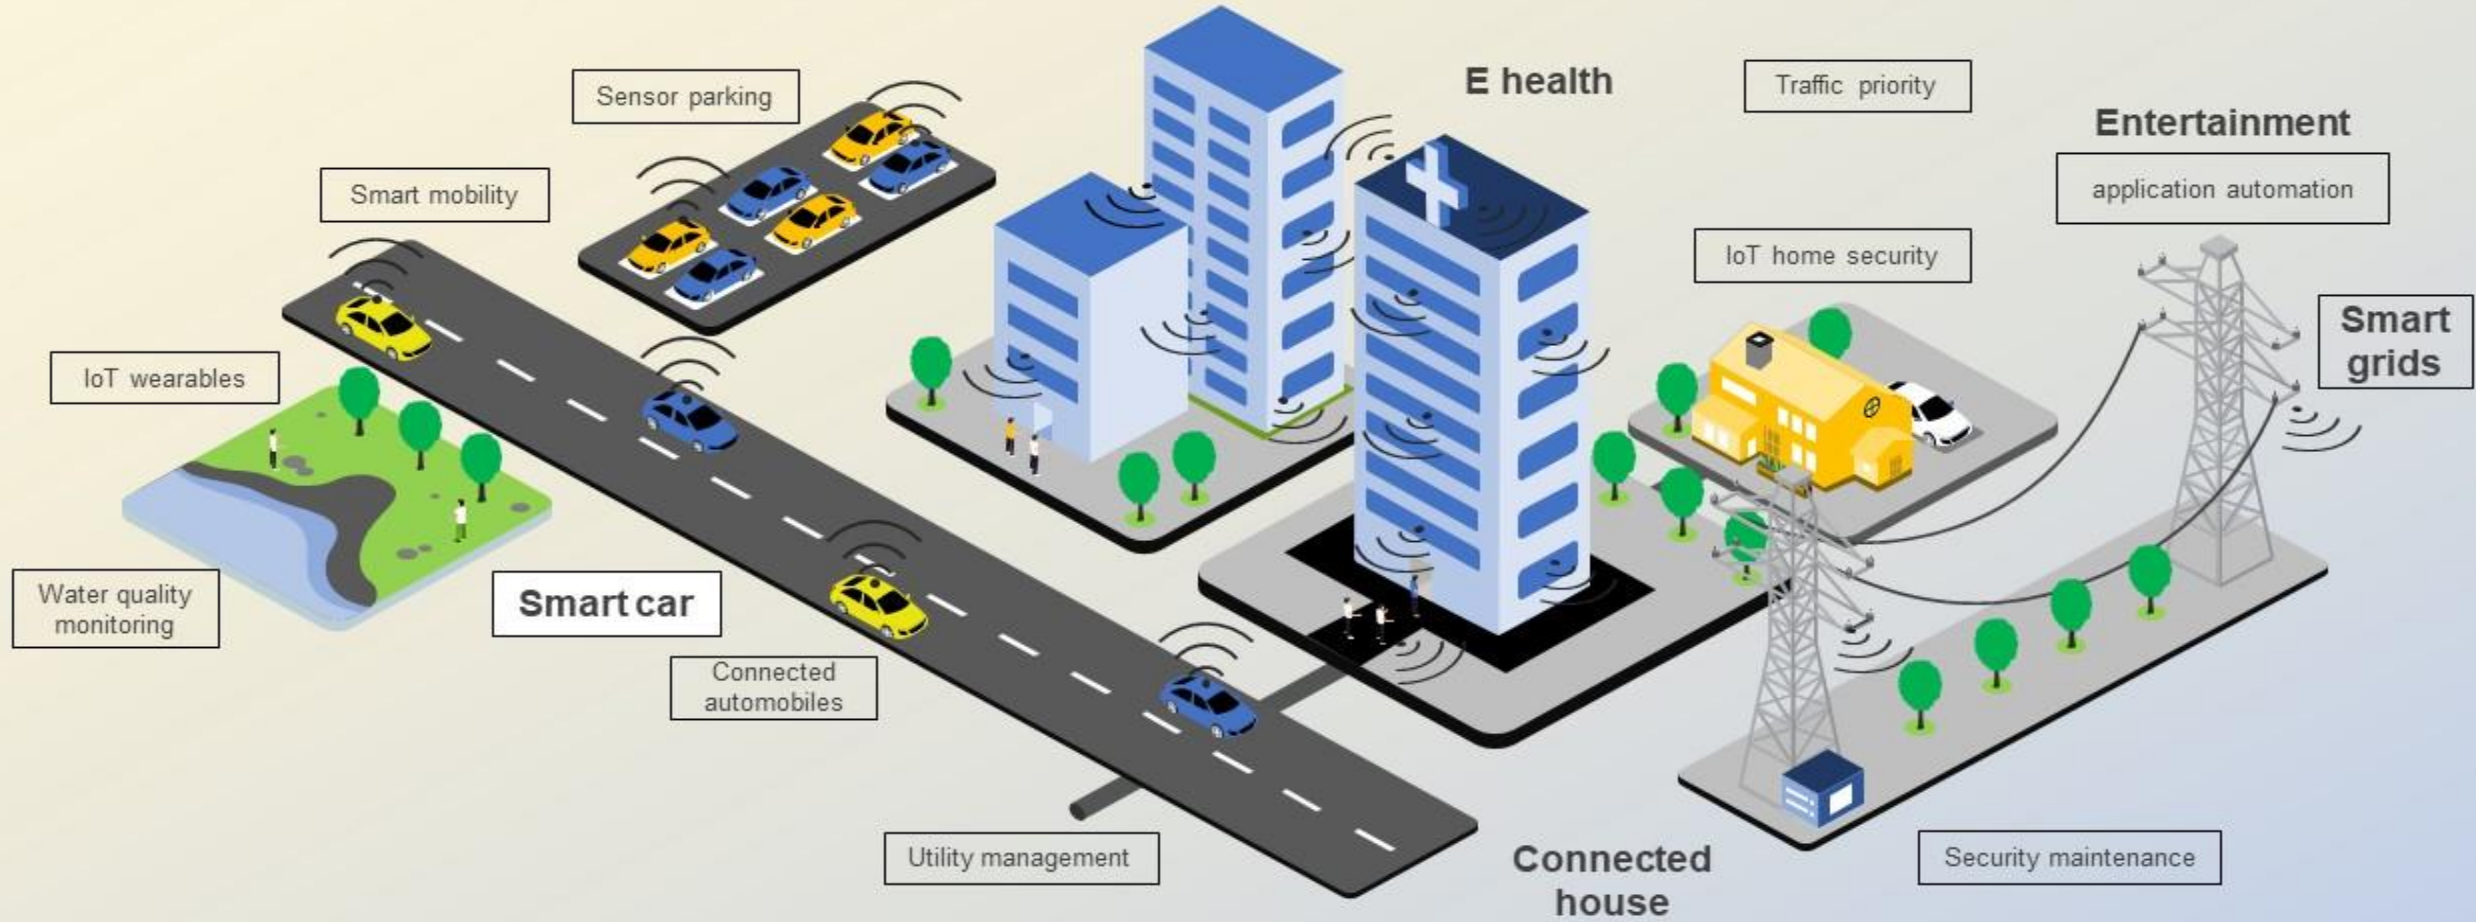 E health
Traffic priority
Sensor parking
Entertainment
application automation
Smart mobility
IoT home security
Smart
grids
IoT wearables
Water quality
monitoring
Smart car
Connected
automobiles
Utility management
Connected
house
Security maintenance